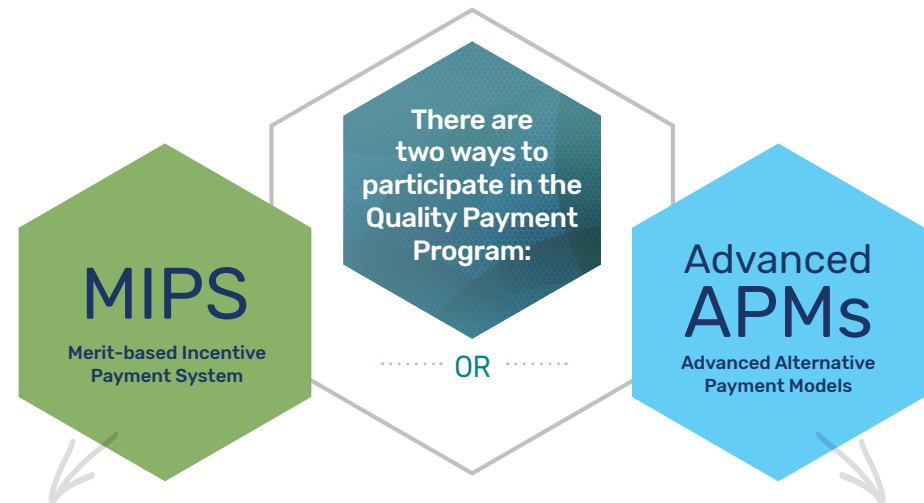 There are
two ways to
participate in the
Quality Payment
Program:
MIPS
Merit-based Incentive
Payment System
OR
Advanced
APMs
Advanced Alternative
Payment Models